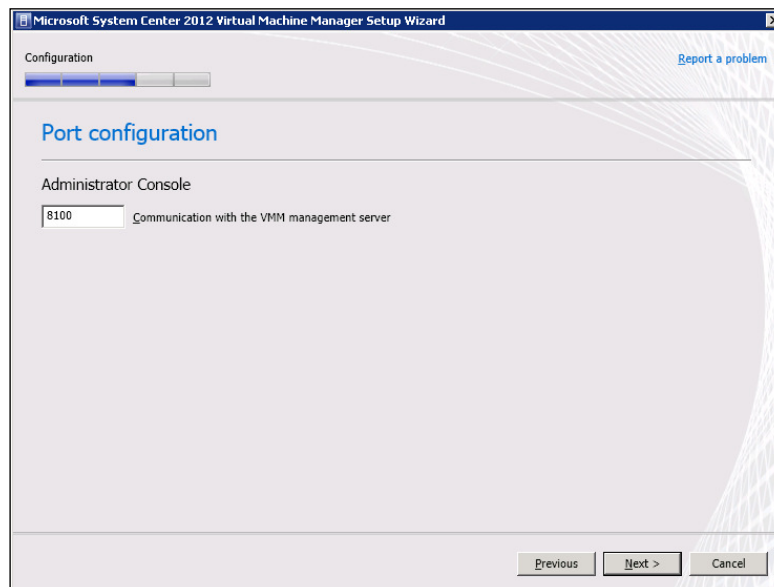 Microsoft System Center 2012 Virtual Machine Manager Setup Wizard
Configuration
Report a problem
Port configuration
Administrator Console
8100 Communication with the VMM management server
Previous Next > Cancel